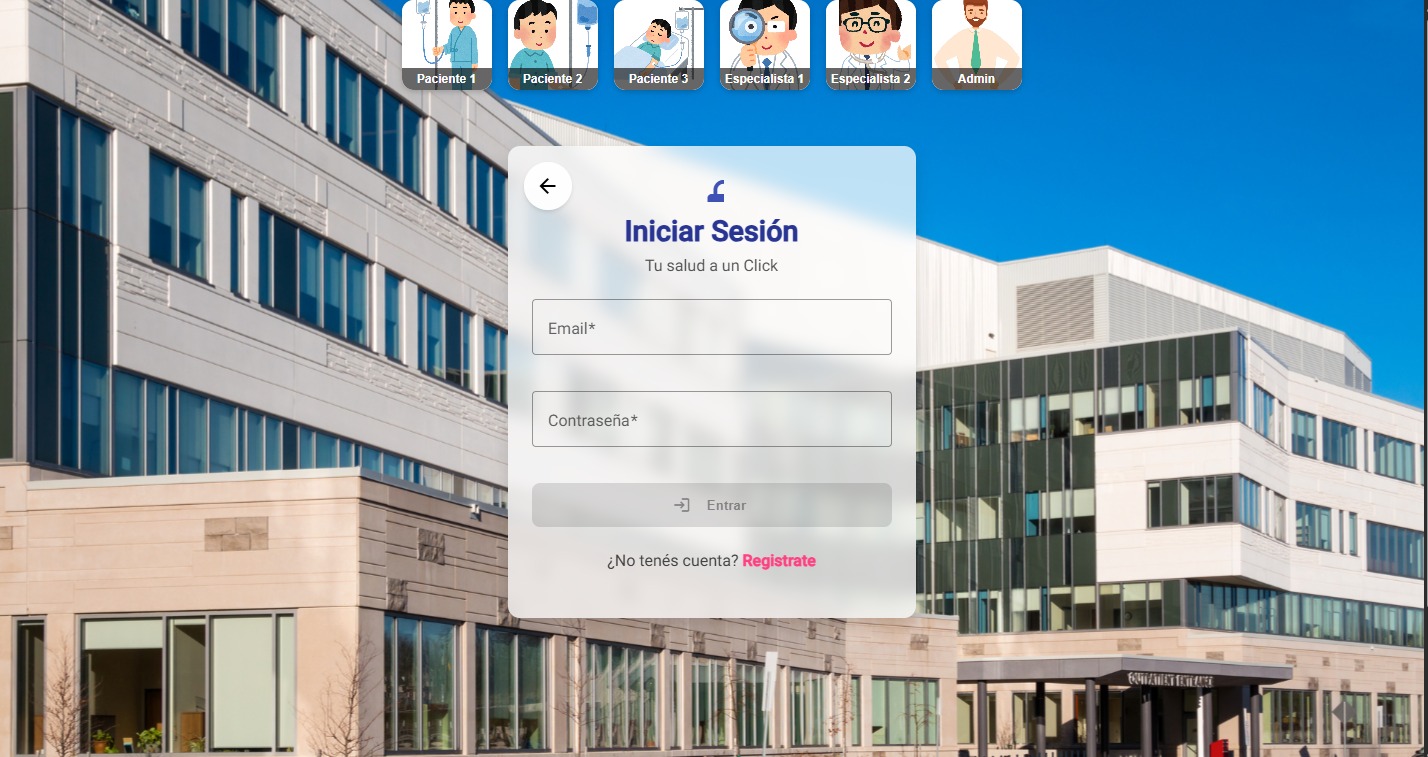 Paciente 1
Paciente 2
Paciente 3
Especialista 1
Especialista 2
Admin
Iniciar Sesión
Tu salud a un Click
Email*
Contraseña*
Entrar
¿No tenés cuenta? Registrate
OUTPATIENT ENTRANCE